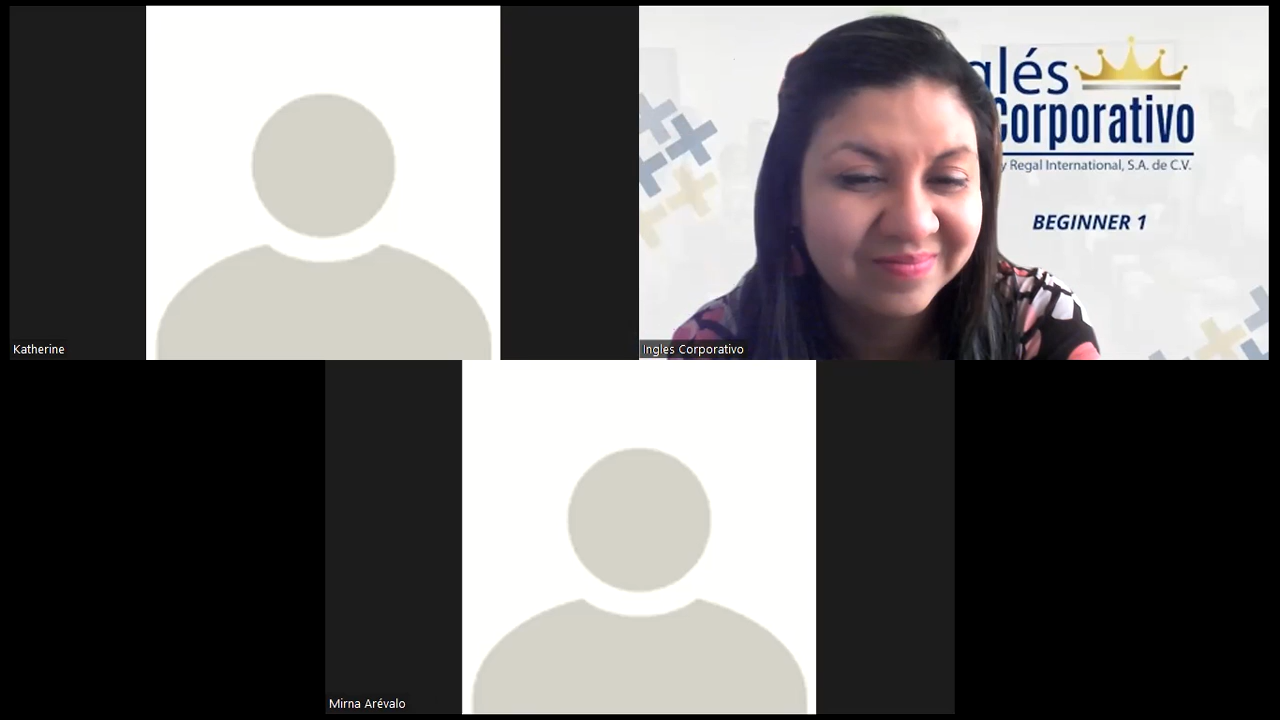 Katherine
glés
Corporativo
y Regal International, S.A. de C.V.
BEGINNER 1
Ingles Corporativo
Mirna Arévalo